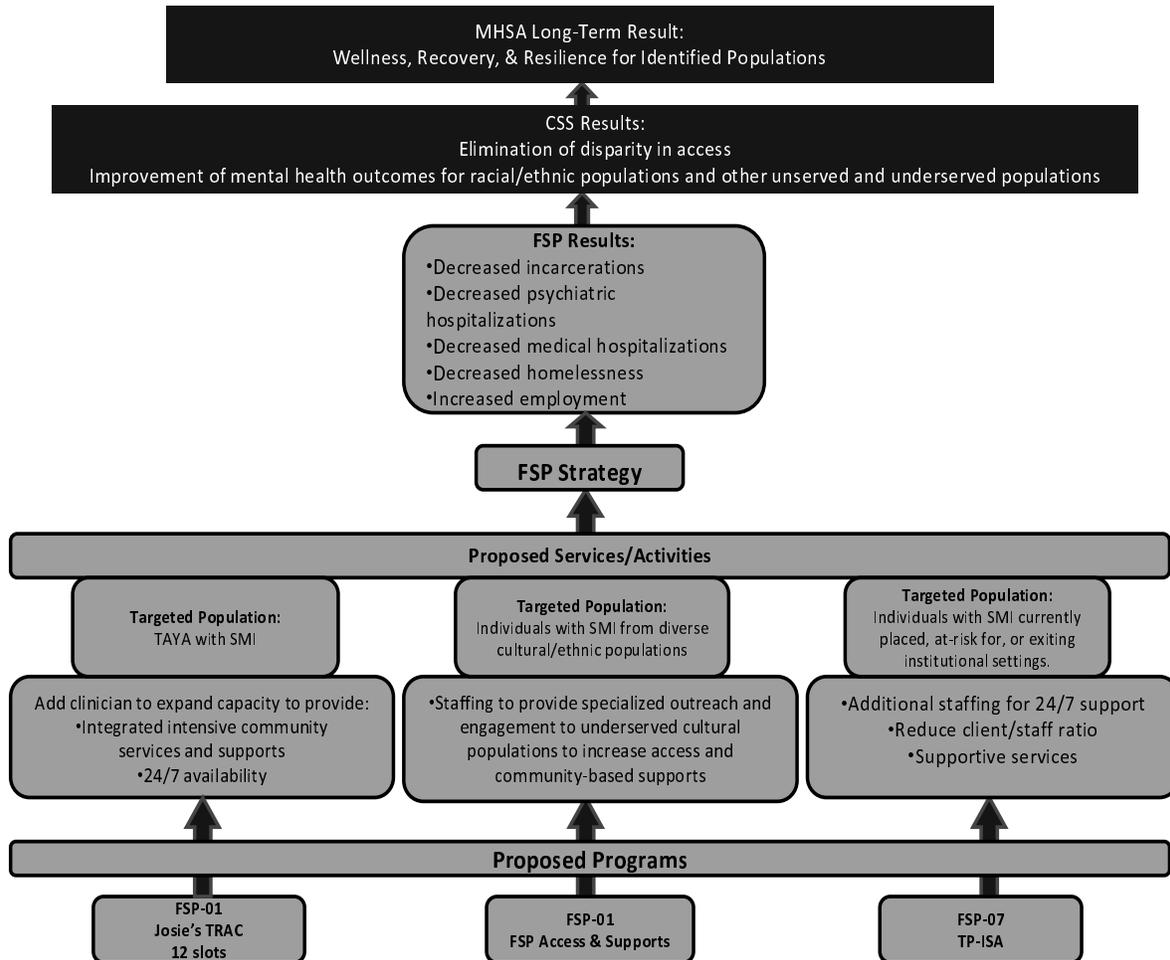 MHSA Long-Term Result:
Wellness, Recovery, & Resilience for Identified Populations
CSS Results:
Elimination of disparity in access
Improvement of mental health outcomes for racial/ethnic populations and other unserved and underserved populations
FSP Results:
•Decreased incarcerations
•Decreased psychiatric
hospitalizations
•Decreased medical hospitalizations
•Decreased homelessness
•Increased employment
FSP Strategy
Proposed Services/Activities
Targeted Population:
TAYA with SMI
Add clinician to expand capacity to provide:
•Integrated intensive community
services and supports
•24/7 availability
Targeted Population:
Individuals with SMI from diverse
cultural/ethnic populations
•Staffing to provide specialized outreach and
engagement to underserved cultural
populations to increase access and
community-based supports
Targeted Population:
Individuals with SMI currently
placed, at-risk for, or exiting
institutional settings.
•Additional staffing for 24/7 support
•Reduce client/staff ratio
•Supportive services
Proposed Programs
FSP-01
Josie's TRAC
12 slots
FSP-01
FSP Access & Supports
FSP-07
TP-ISA